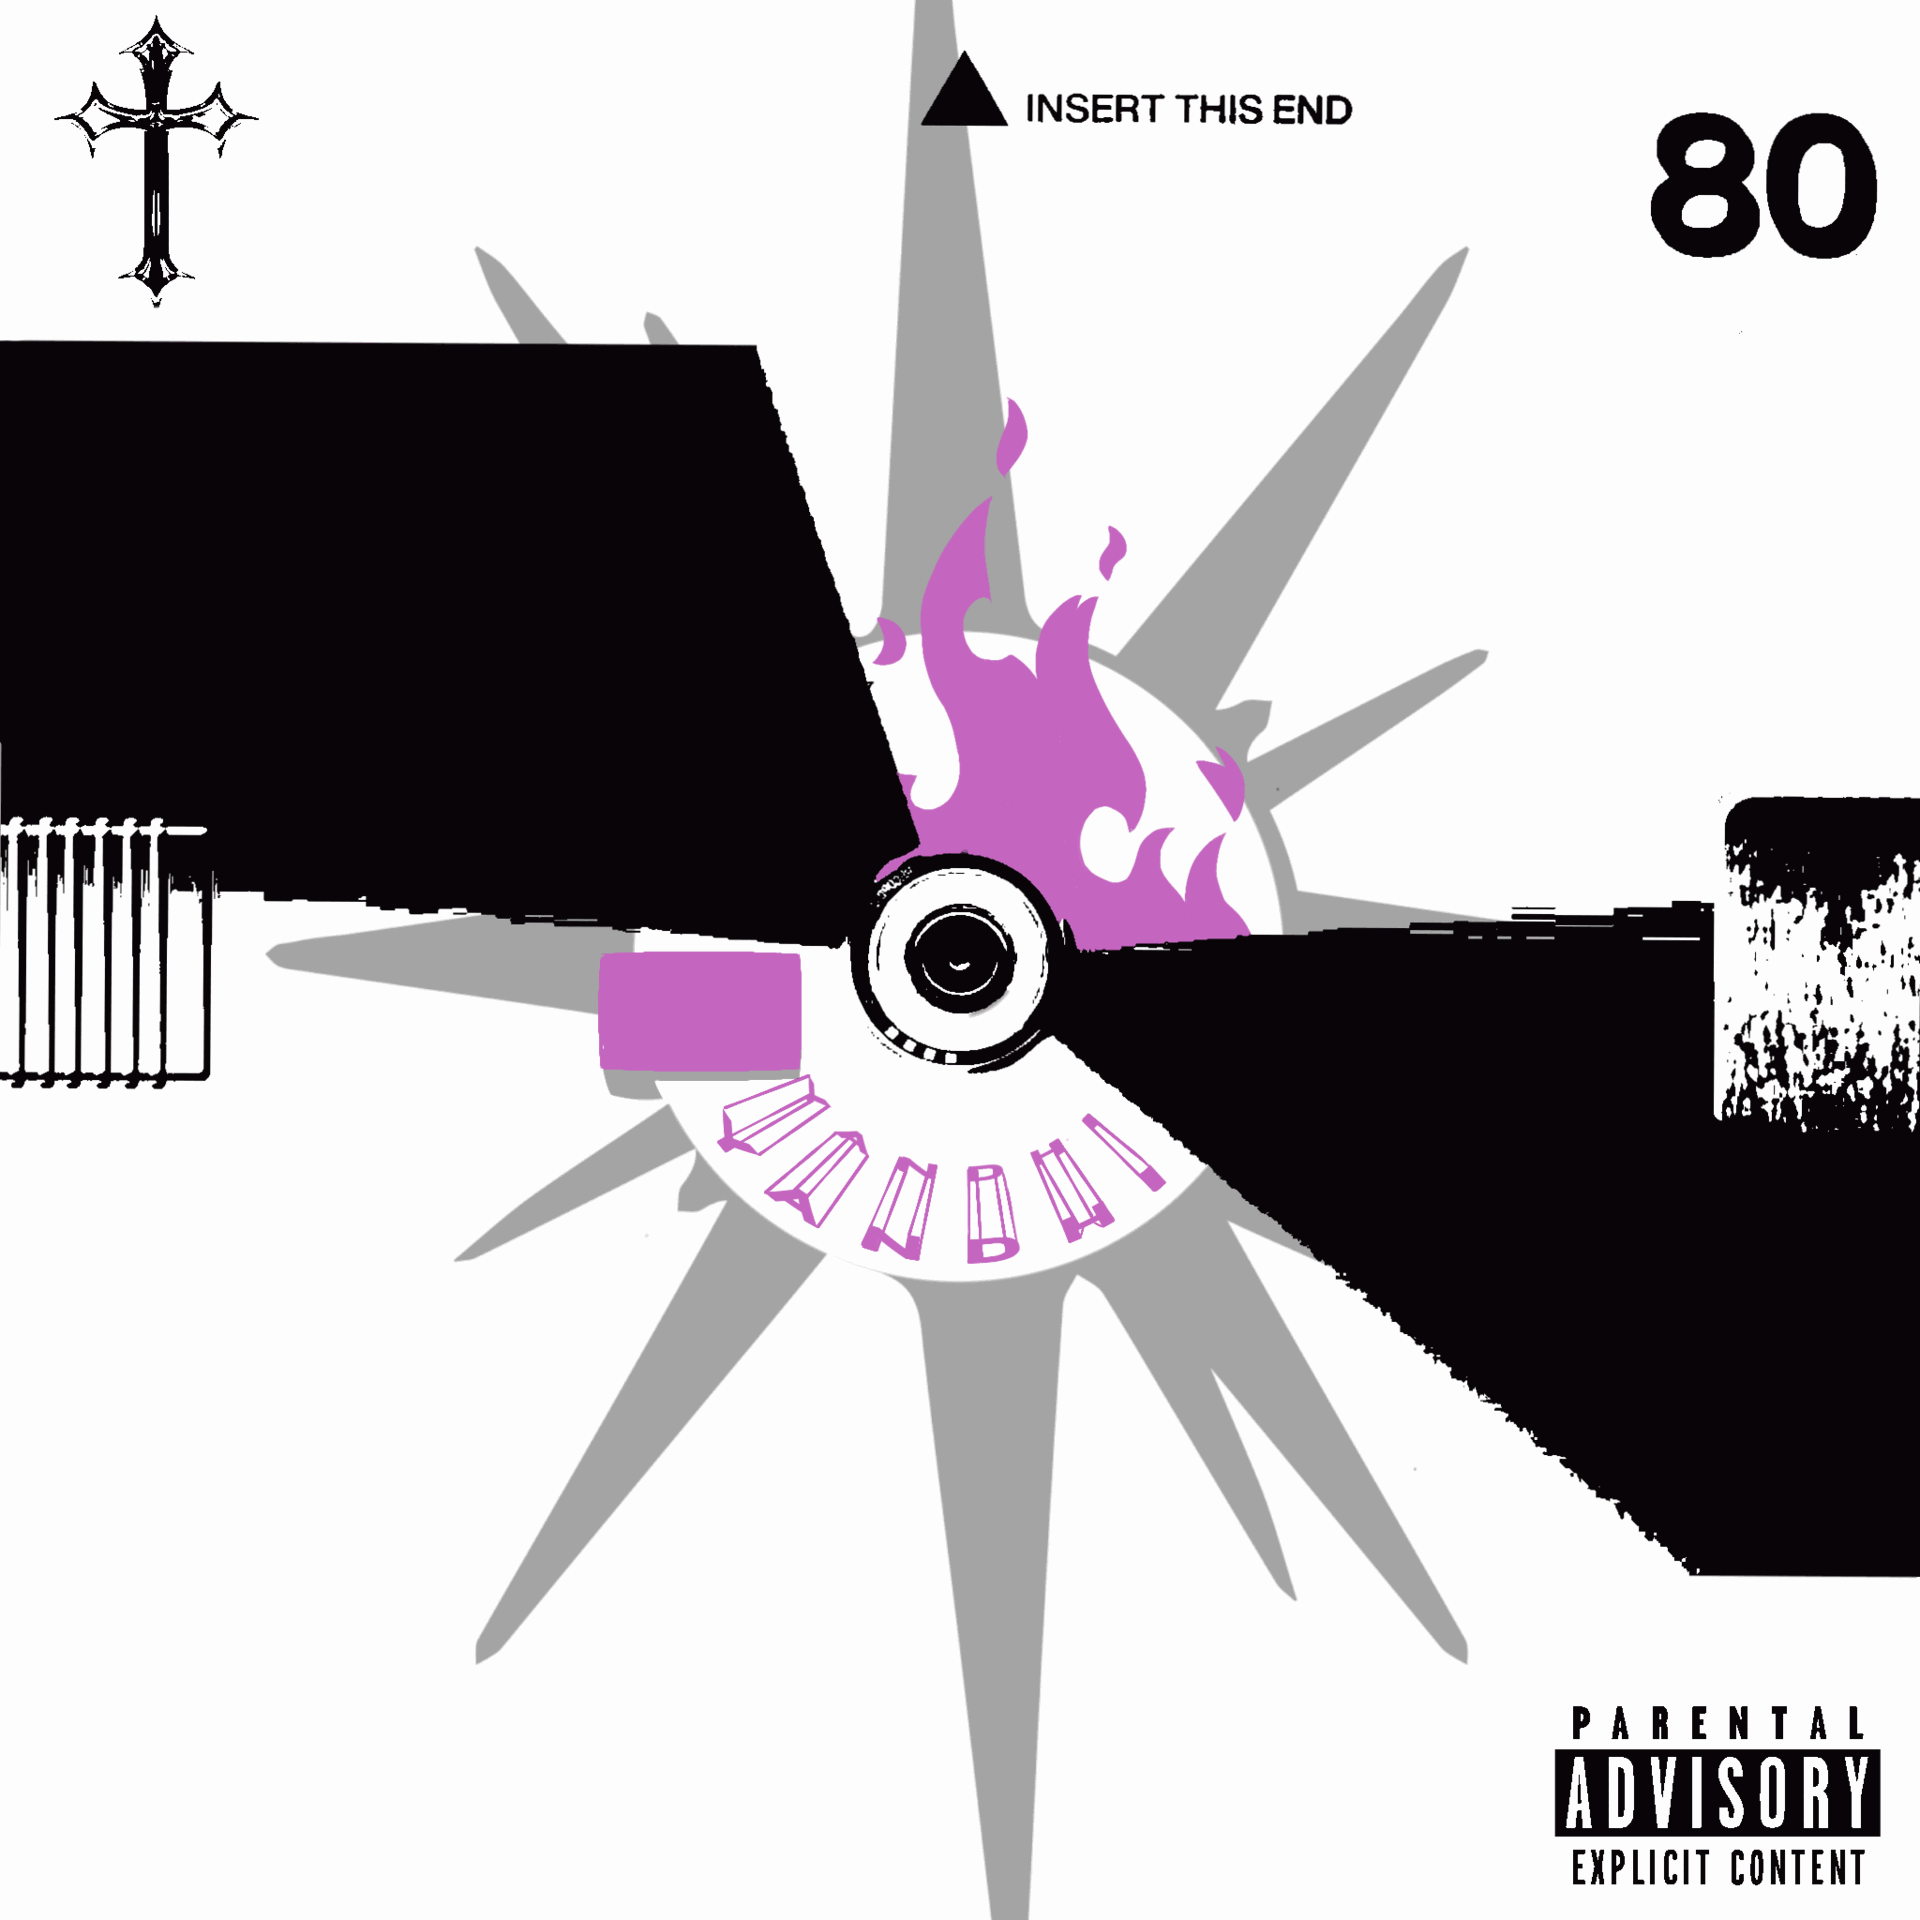 INSERT THIS END
80
PARENTAL
ADVISORY
EXPLICIT CONTENT